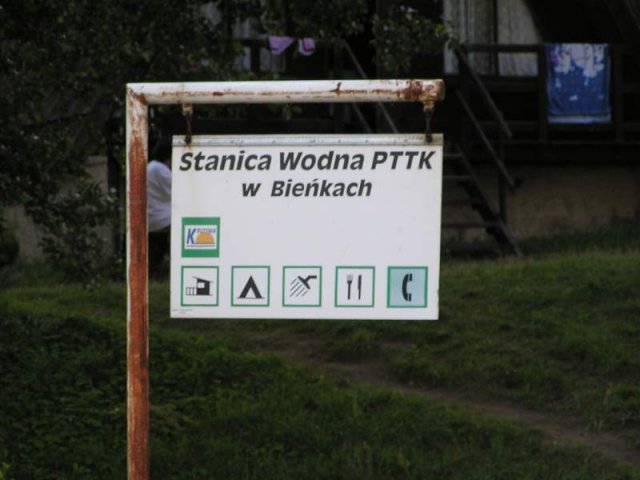 Stanica Wodna PTTK
w Bieńkach